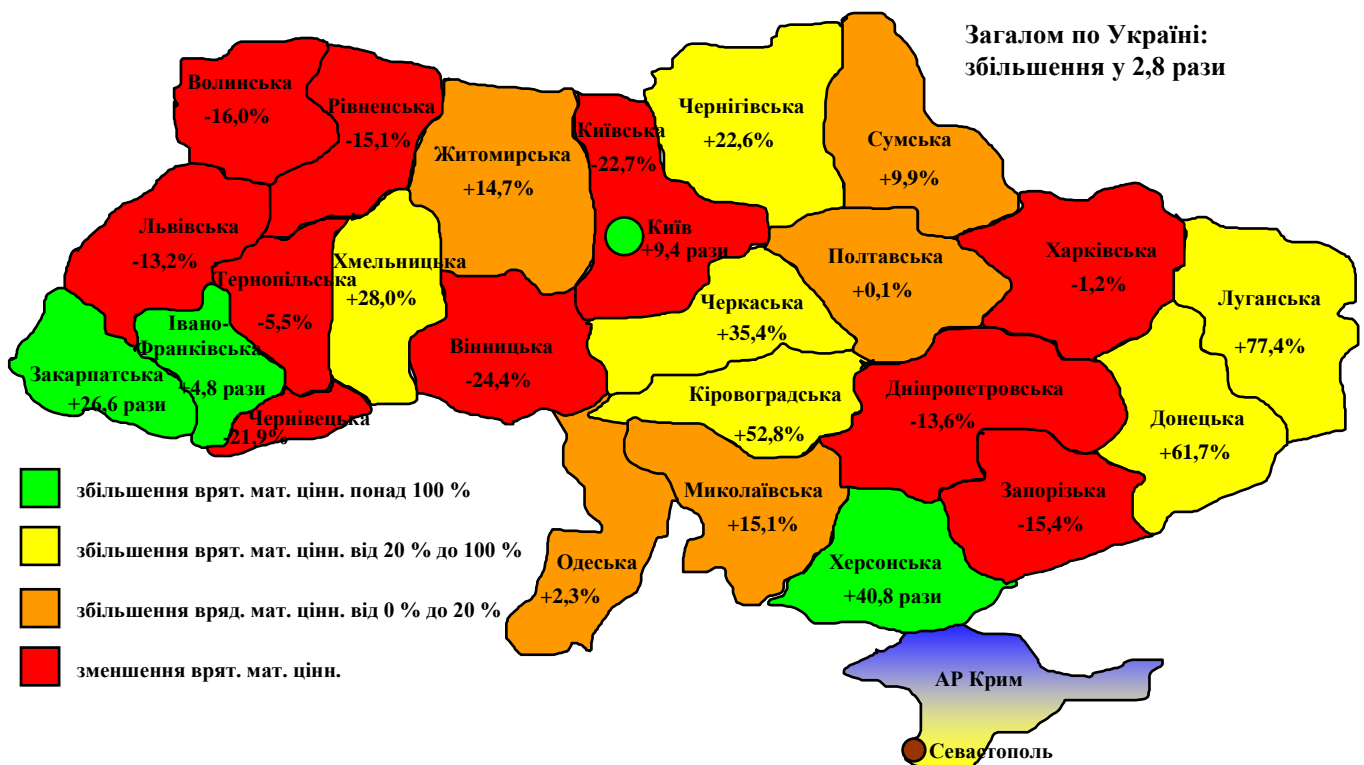 Загалом по Україні:
збільшення у 2,8 рази
Волинська
-16,0%
Рівненська
-15,1%
Житомирська
+14,7%
Київська
-22,7%
Київ
+9,4 рази
Чернігівська
+22,6%
Сумська
+9,9%
Львівська
-13,2%
Тернопільська
-5,5%
Хмельницька
+28,0%
Вінницька
-24,4%
Черкаська
+35,4%
Полтавська
+0,1%
Харківська
-1,2%
Луганська
+77,4%
Івано-
Франківська
+4,8 рази
Закарпатська
+26,6 рази
Чернівецька
-21,9%
Кіровоградська
+52,8%
Дніпропетровська
-13,6%
Донецька
+61,7%
Одеська
+2,3%
Миколаївська
+15,1%
Запорізька
-15,4%
Херсонська
+40,8 рази
АР Крим
Севастополь
збільшення врят. мат. цінн. понад 100 %
збільшення врят. мат. цінн. від 20 % до 100 %
збільшення вряд. мат. цінн. від 0 % до 20 %
зменшення врят. мат. цінн.